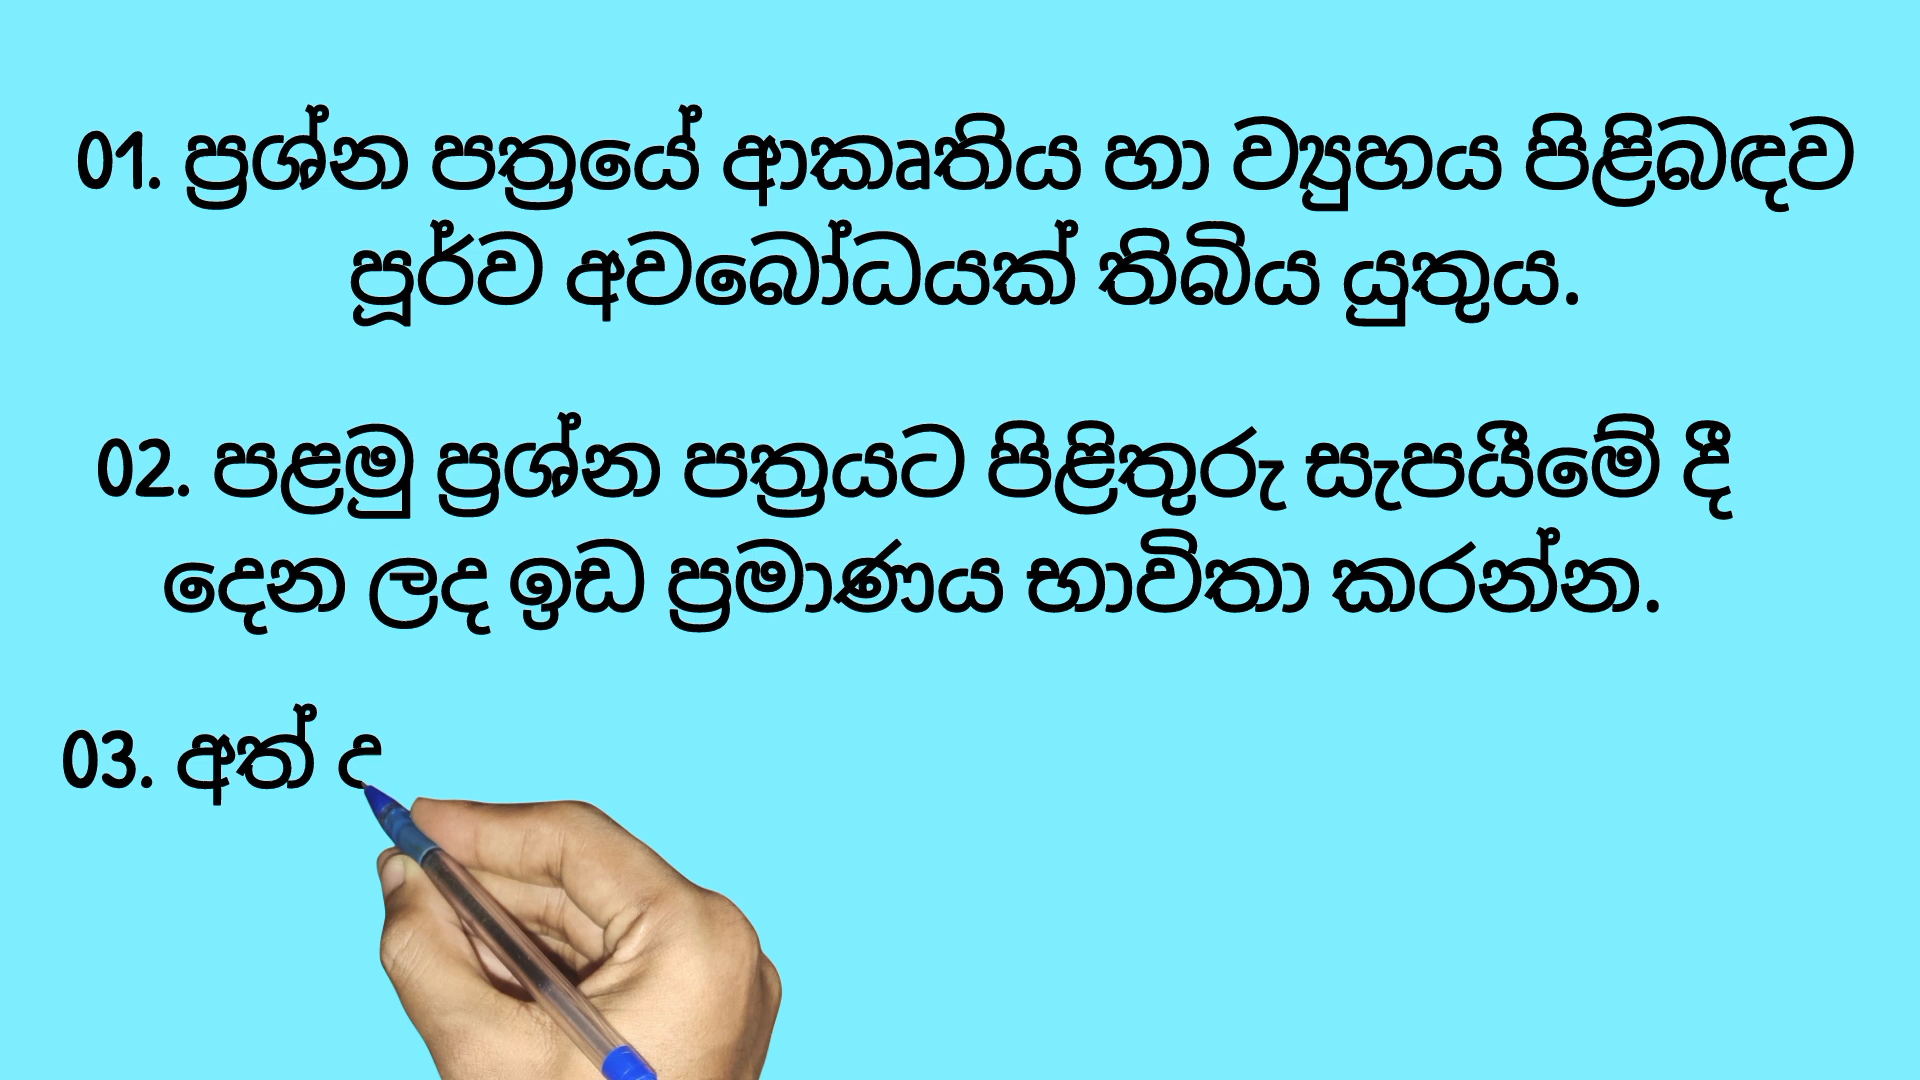 01. ප්‍රශ්න පත්‍රයේ ආකෘතිය හා ව්‍යුහය පිළිබඳව
පූර්ව අවබෝධයක් තිබිය යුතුය.
02. පළමු ප්‍රශ්න පත්‍රයට පිළිතුරු සැපයීමේ දී
දෙන ලද ඉඩ ප්‍රමාණය භාවිතා කරන්න.
03. අත්